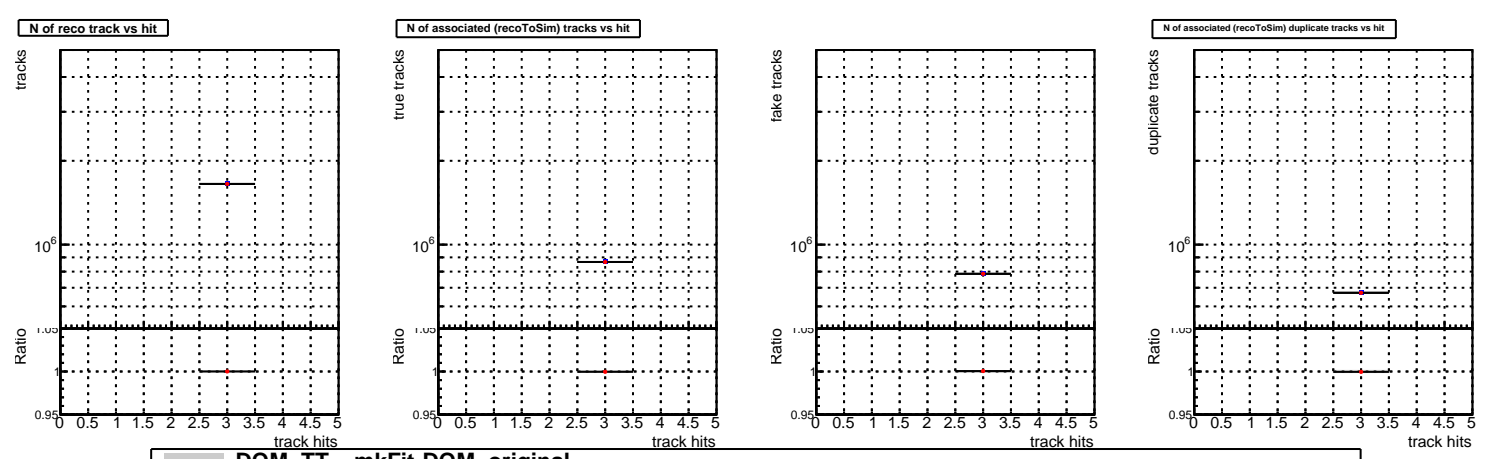 N of reco track vs hit
N of associated (recoToSim) tracks vs hit
N of associated (recoToSim) duplicate tracks vs hit
tracks
10^6
Ratio
1.05
1
0.95
0 0.5 1 1.5 2 2.5 3 3.5 4 4.5 5
track hits
true tracks
10^6
Ratio
1.05
1
0.95
0 0.5 1 1.5 2 2.5 3 3.5 4 4.5 5
track hits
fake tracks
10^6
1.05
1
0.95
0 0.5 1 1.5 2 2.5 3 3.5 4 4.5 5
duplicate tracks
10^6
Ratio
1.05
1
0.95
0 0.5 1 1.5 2 2.5 3 3.5 4 4.5 5
track hits